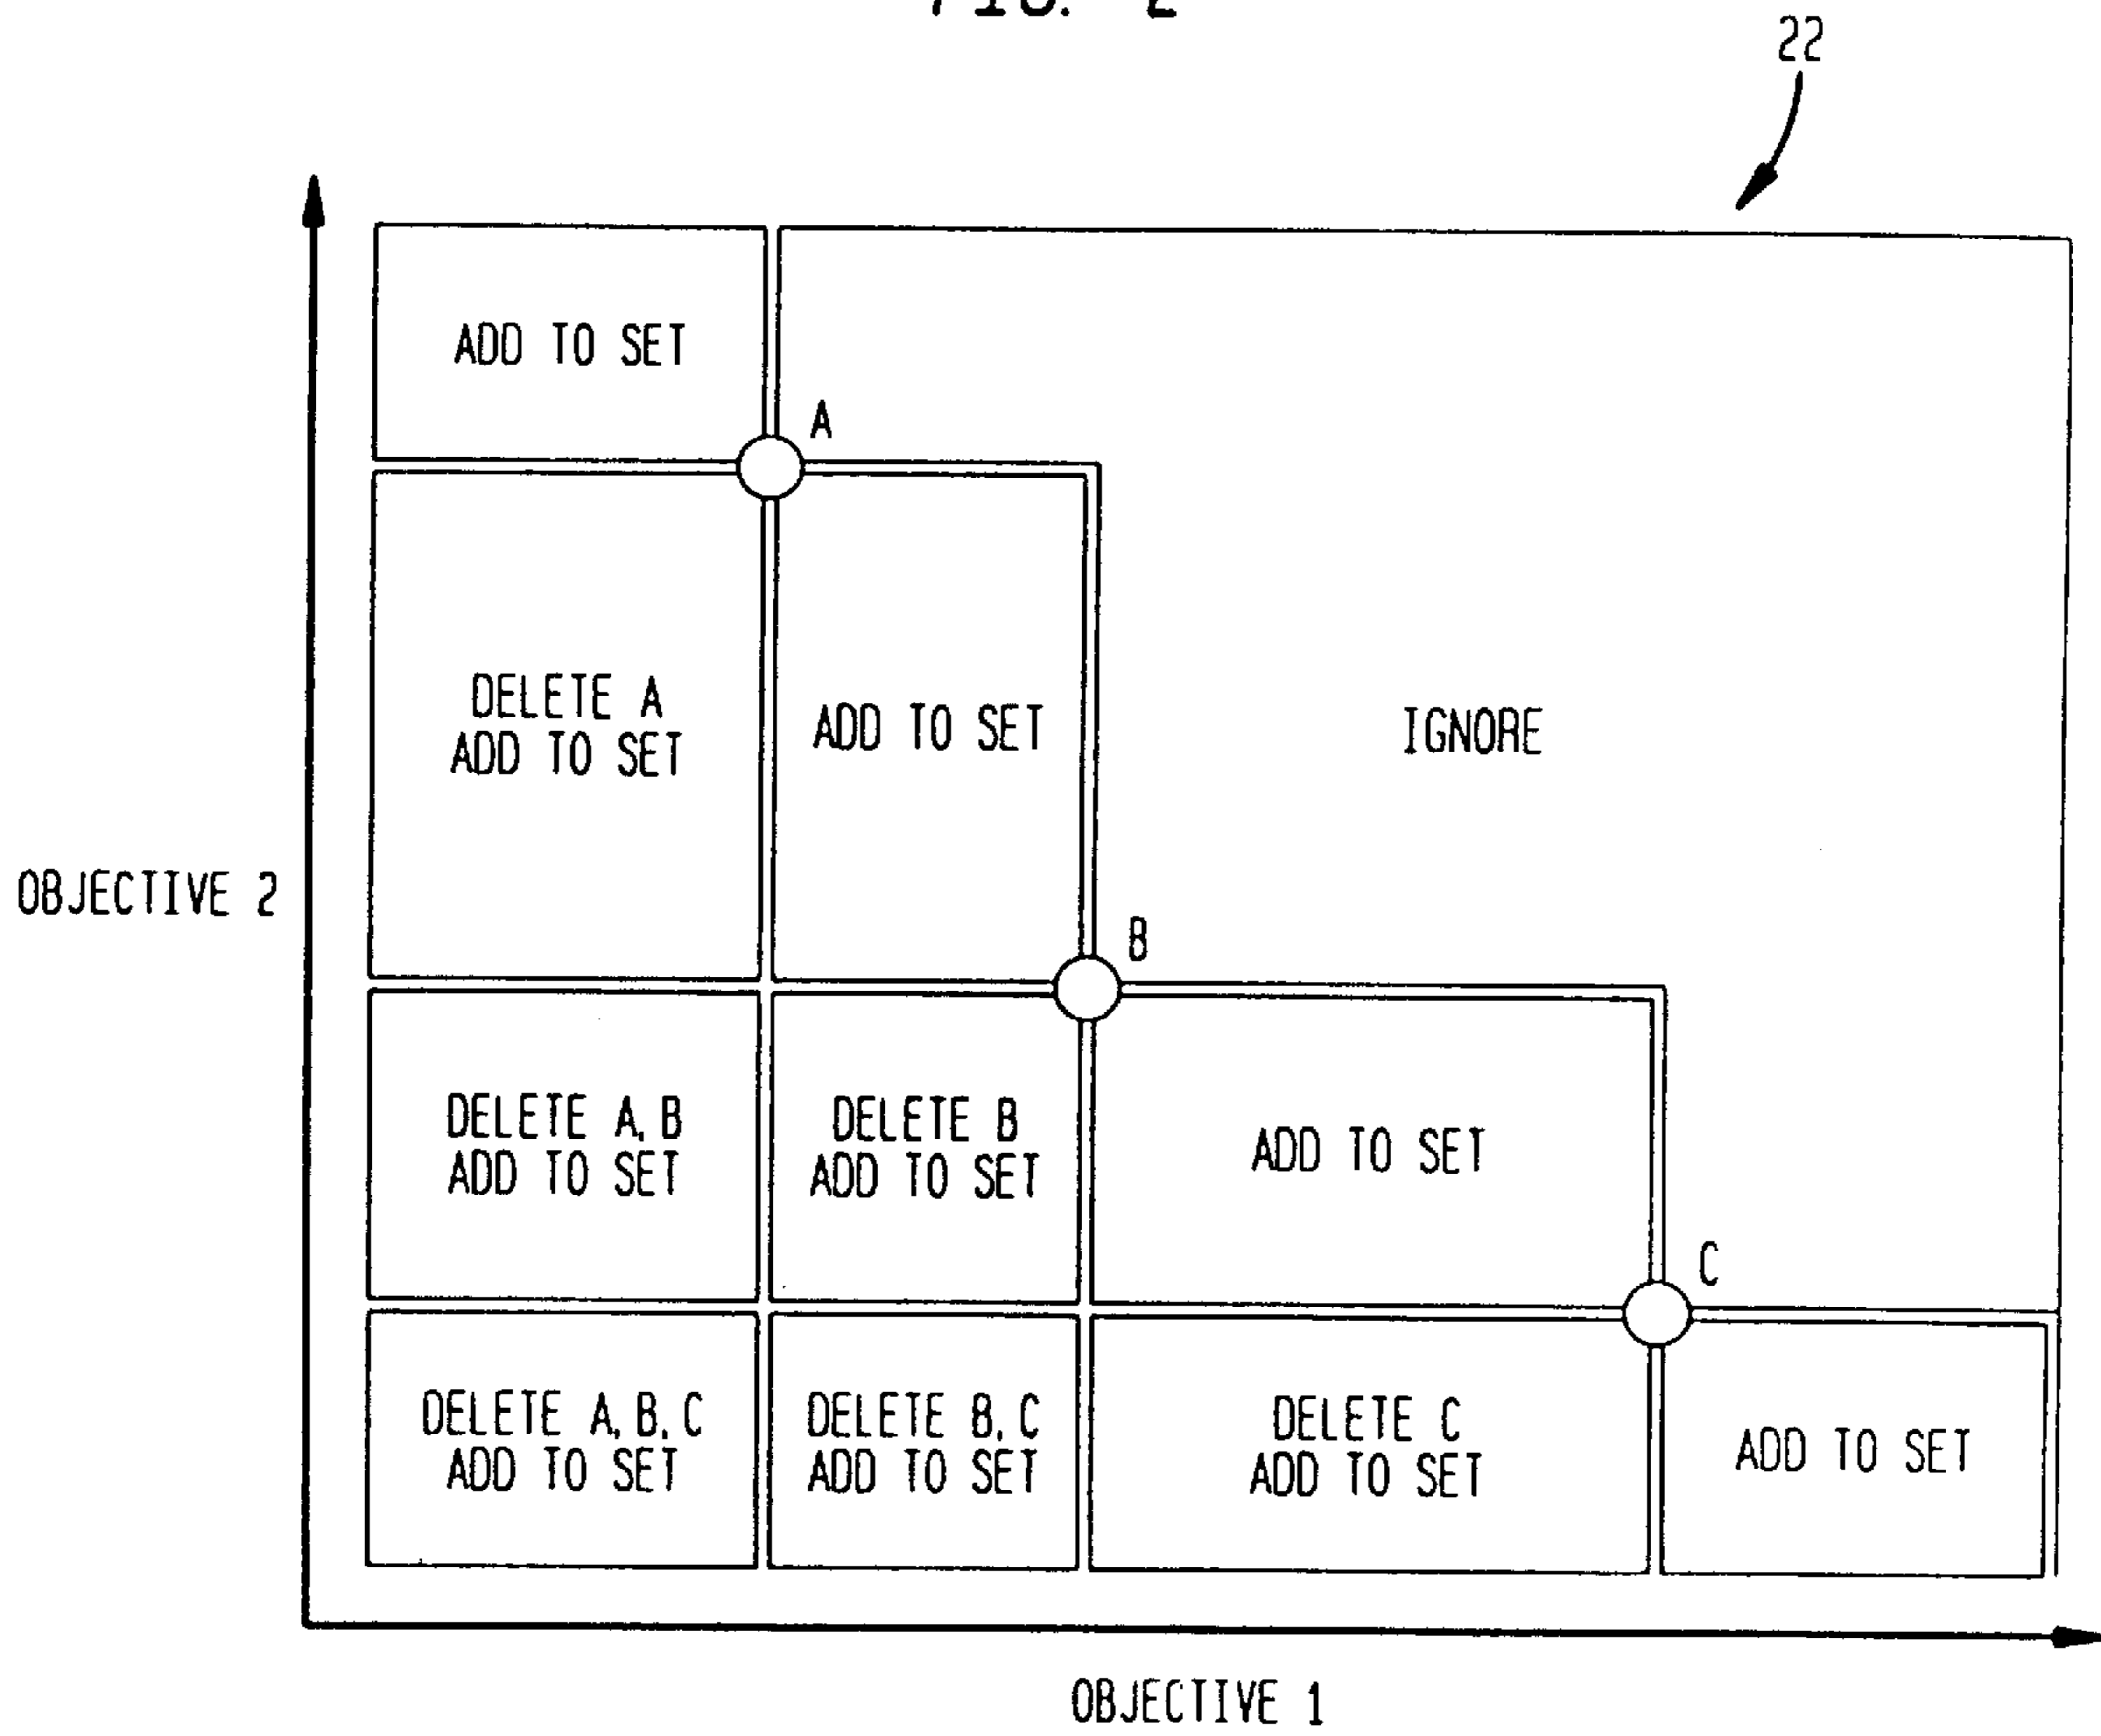 FIG. 2
22
ADD TO SET
A
DELETE A
ADD TO SET
ADD TO SET
IGNORE
OBJECTIVE 2
B
DELETE A, B
ADD TO SET
DELETE B
ADD TO SET
ADD TO SET
C
DELETE A, B, C
ADD TO SET
DELETE B, C
ADD TO SET
DELETE C
ADD TO SET
ADD TO SET
OBJECTIVE 1